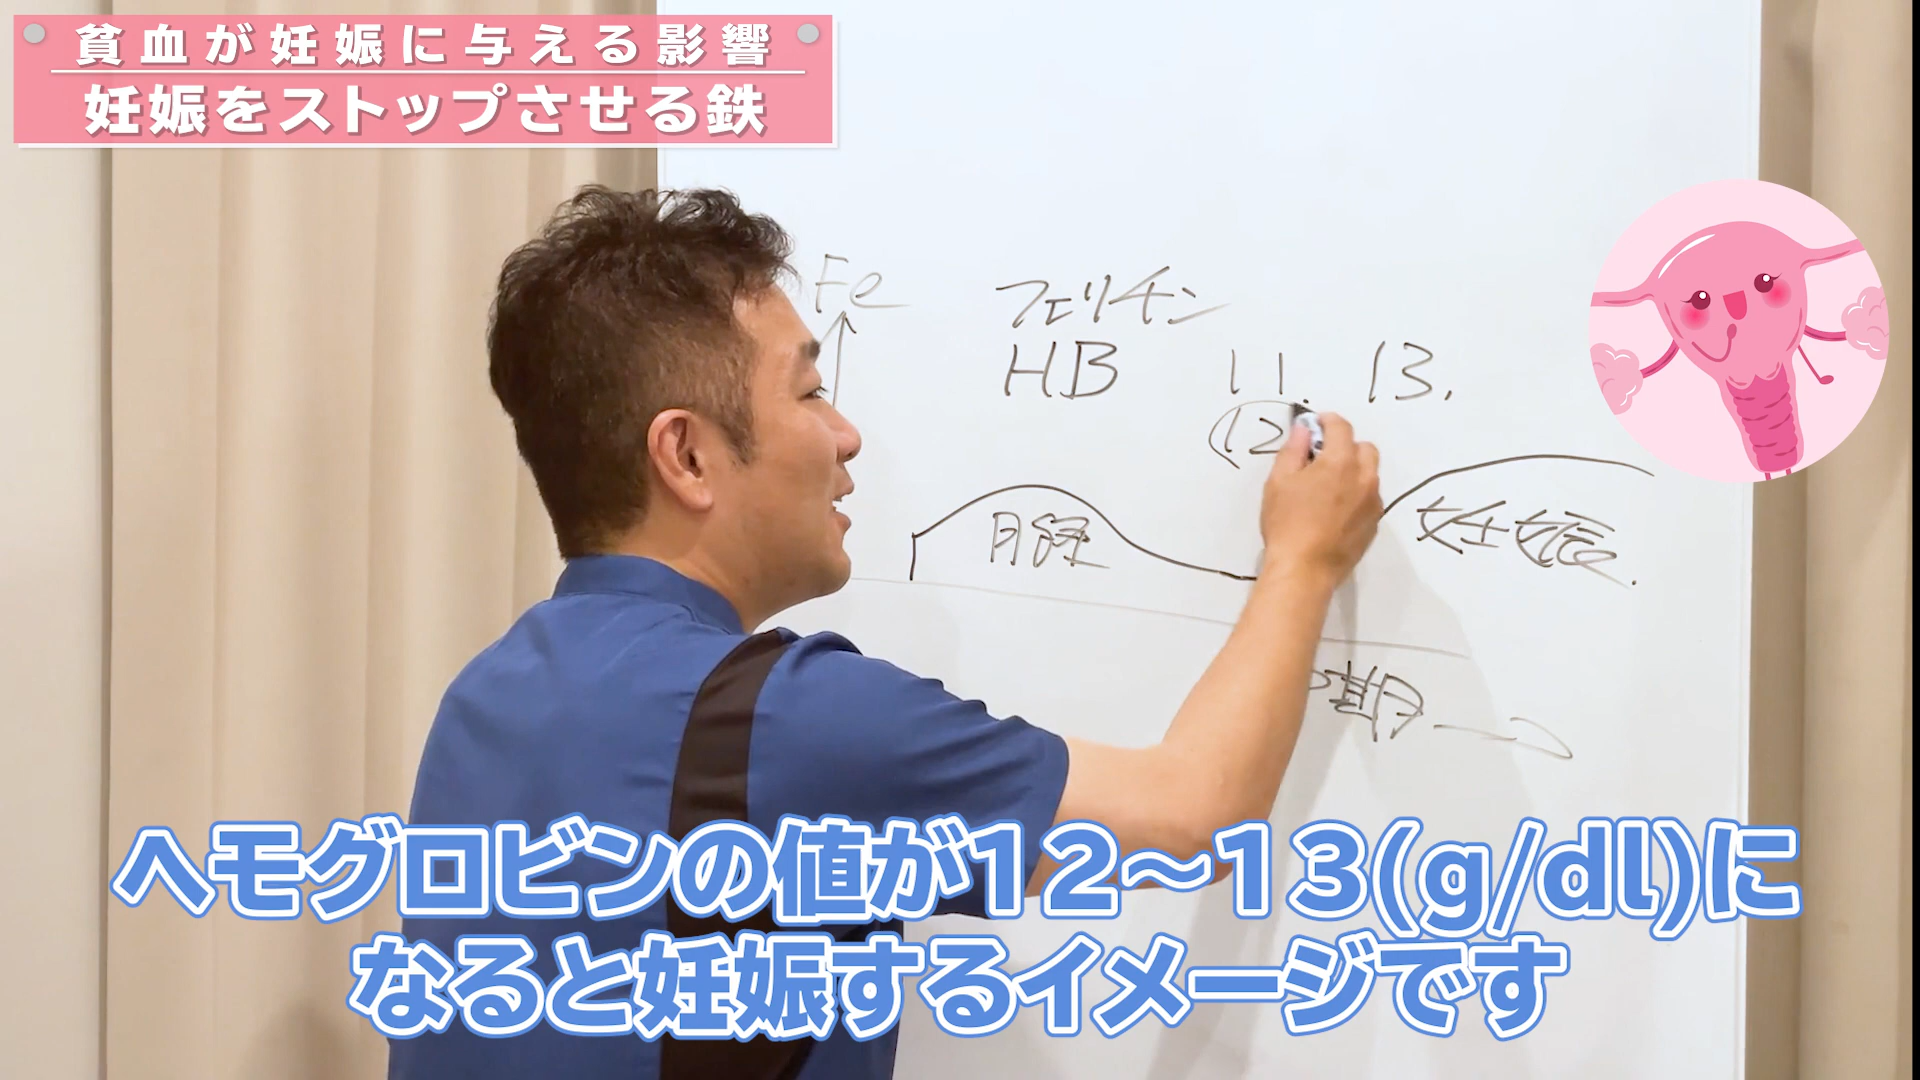 貧血が妊娠に与える影響
妊娠をストップさせる鉄
Fe
フェリチン
HB 11. 13.
(12
月経
妊娠
期
ヘモグロビンの値が12～13(g/dl)に
なると妊娠するイメージです